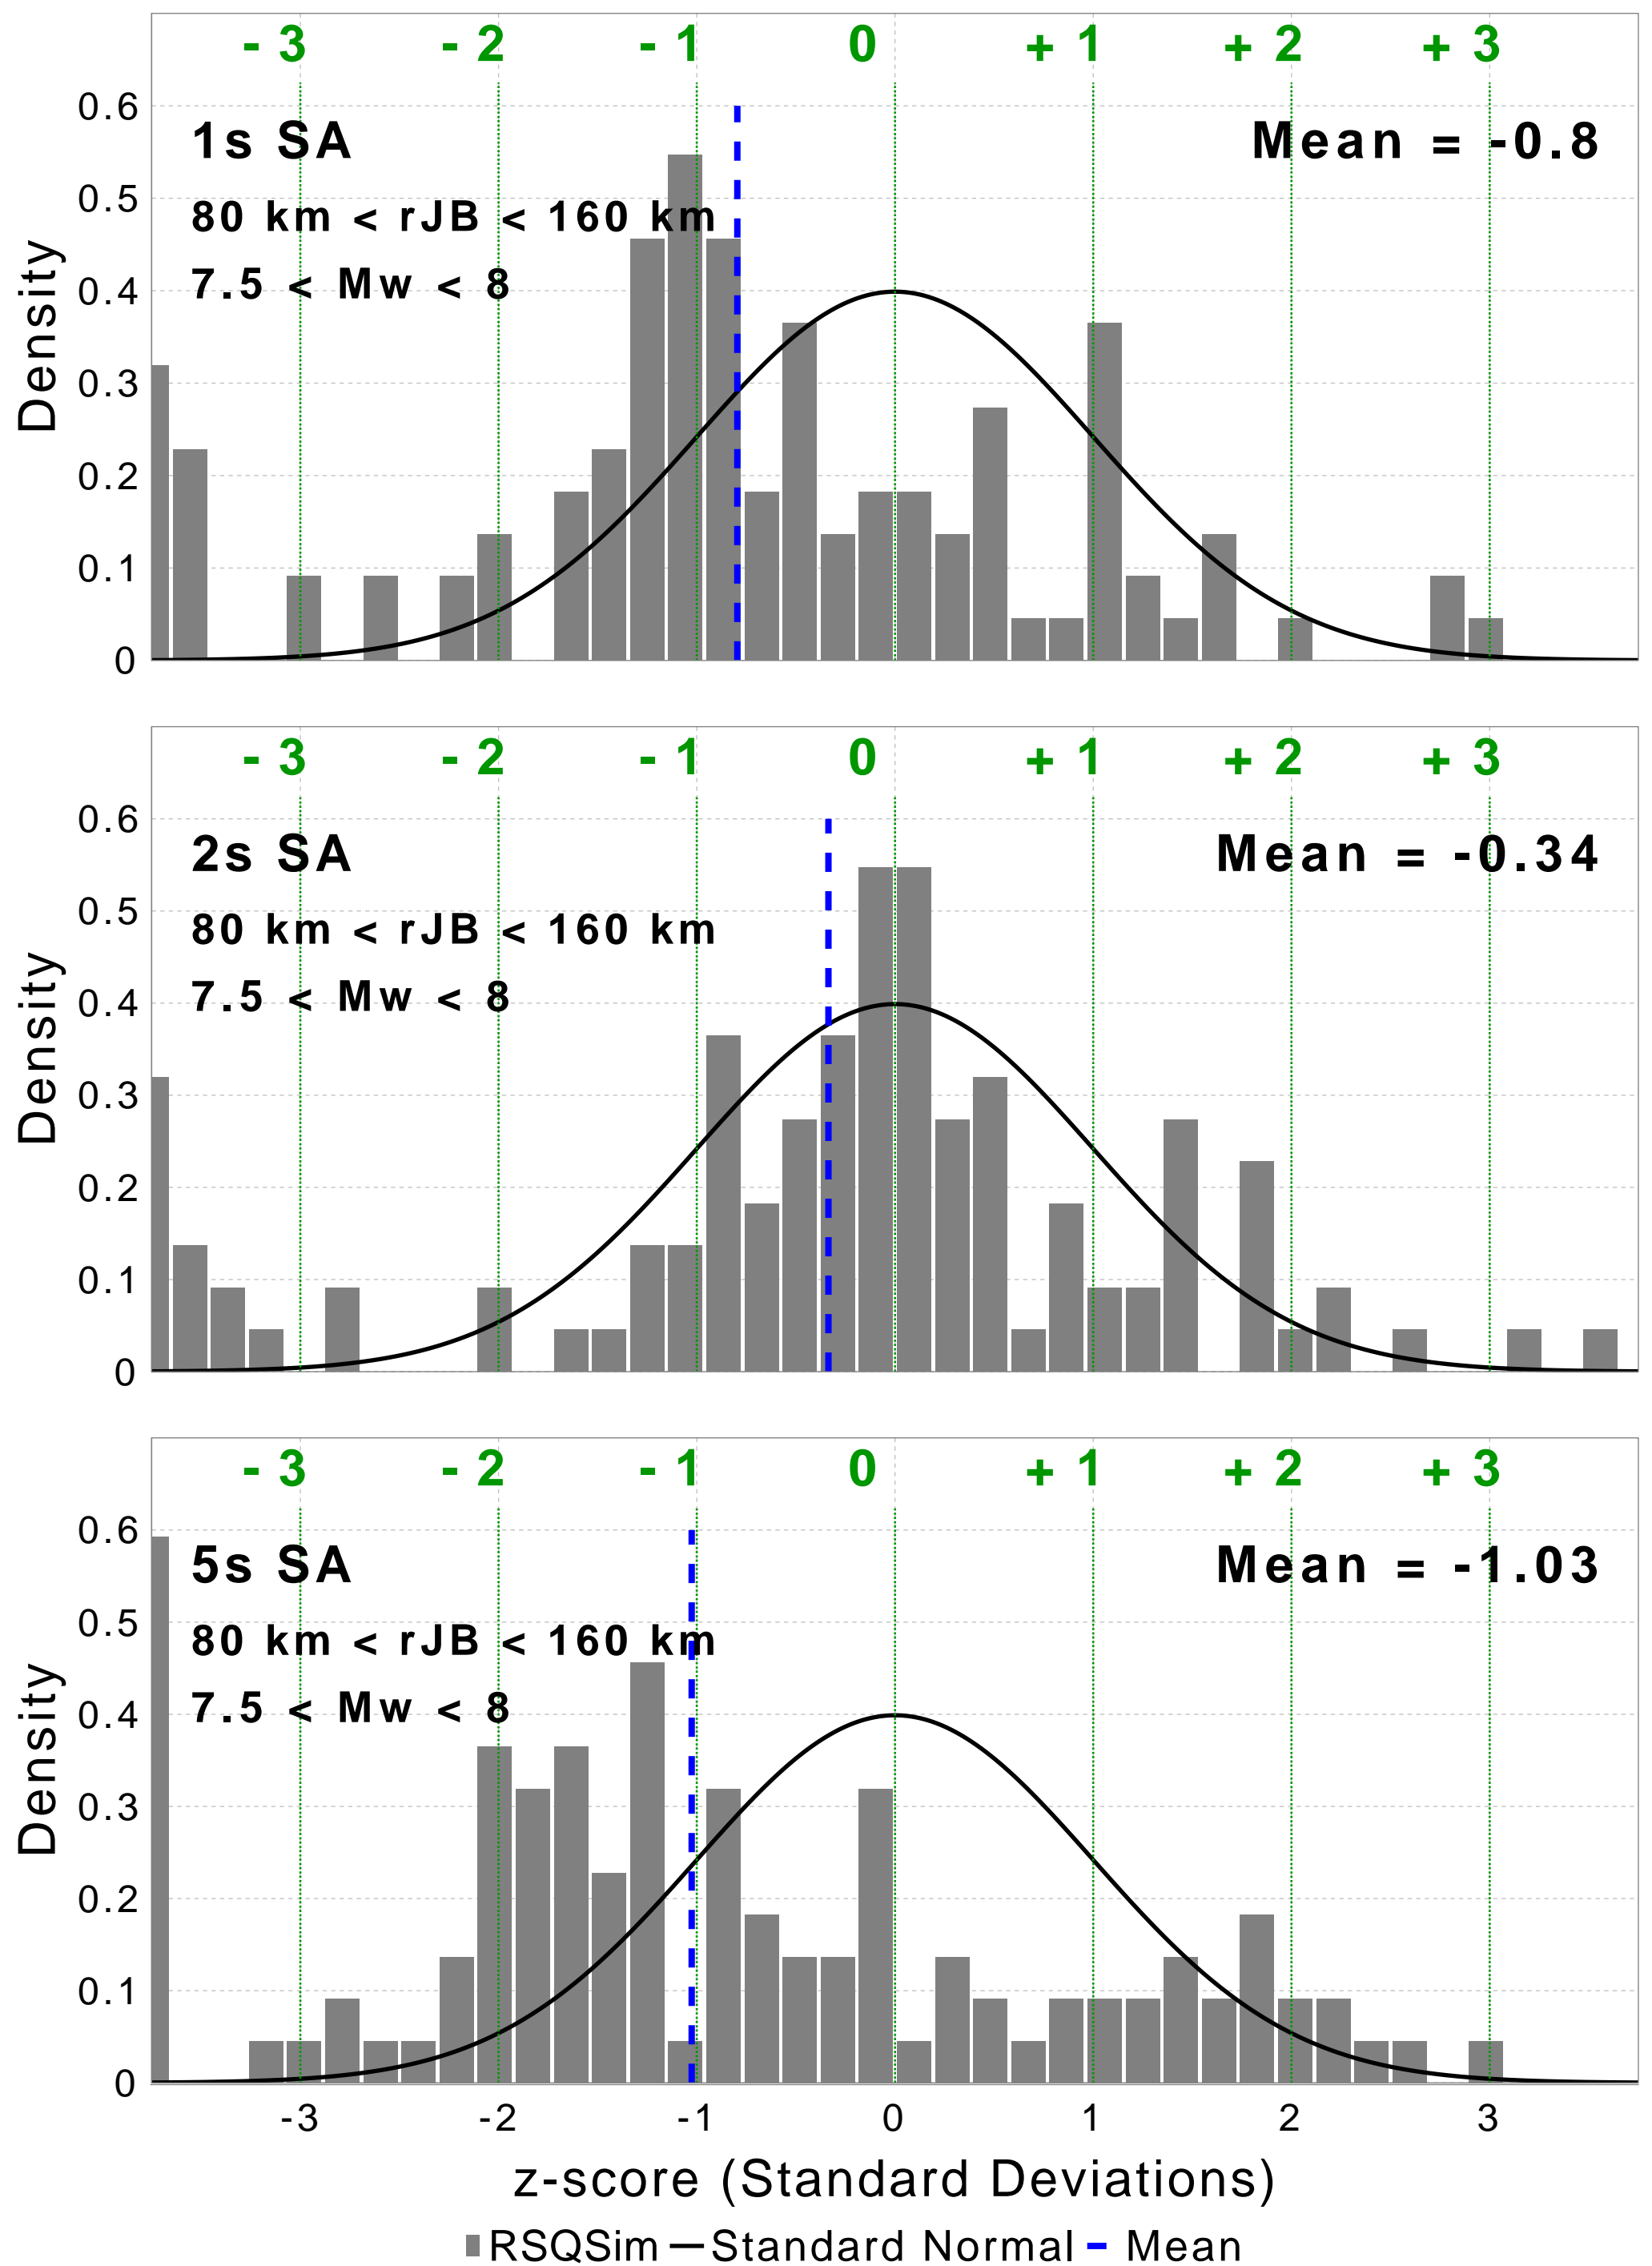 - 3 - 2 - 1 0 + 1 + 2 + 3
0.6
1s SA Mean = -0.8
0.5
80 km < rJB < 160 km
7.5 < Mw < 8
0.4
Density
0.3
0.2
0.1
0
- 3 - 2 - 1 0 + 1 + 2 + 3
0.6
2s SA Mean = -0.34
0.5
80 km < rJB < 160 km
7.5 < Mw < 8
0.4
Density
0.3
0.2
0.1
0
- 3 - 2 - 1 0 + 1 + 2 + 3
0.6
5s SA Mean = -1.03
0.5
80 km < rJB < 160 km
7.5 < Mw < 8
0.4
Density
0.3
0.2
0.1
0
-3 -2 -1 0 1 2 3
z-score (Standard Deviations)
RSQSim Standard Normal Mean